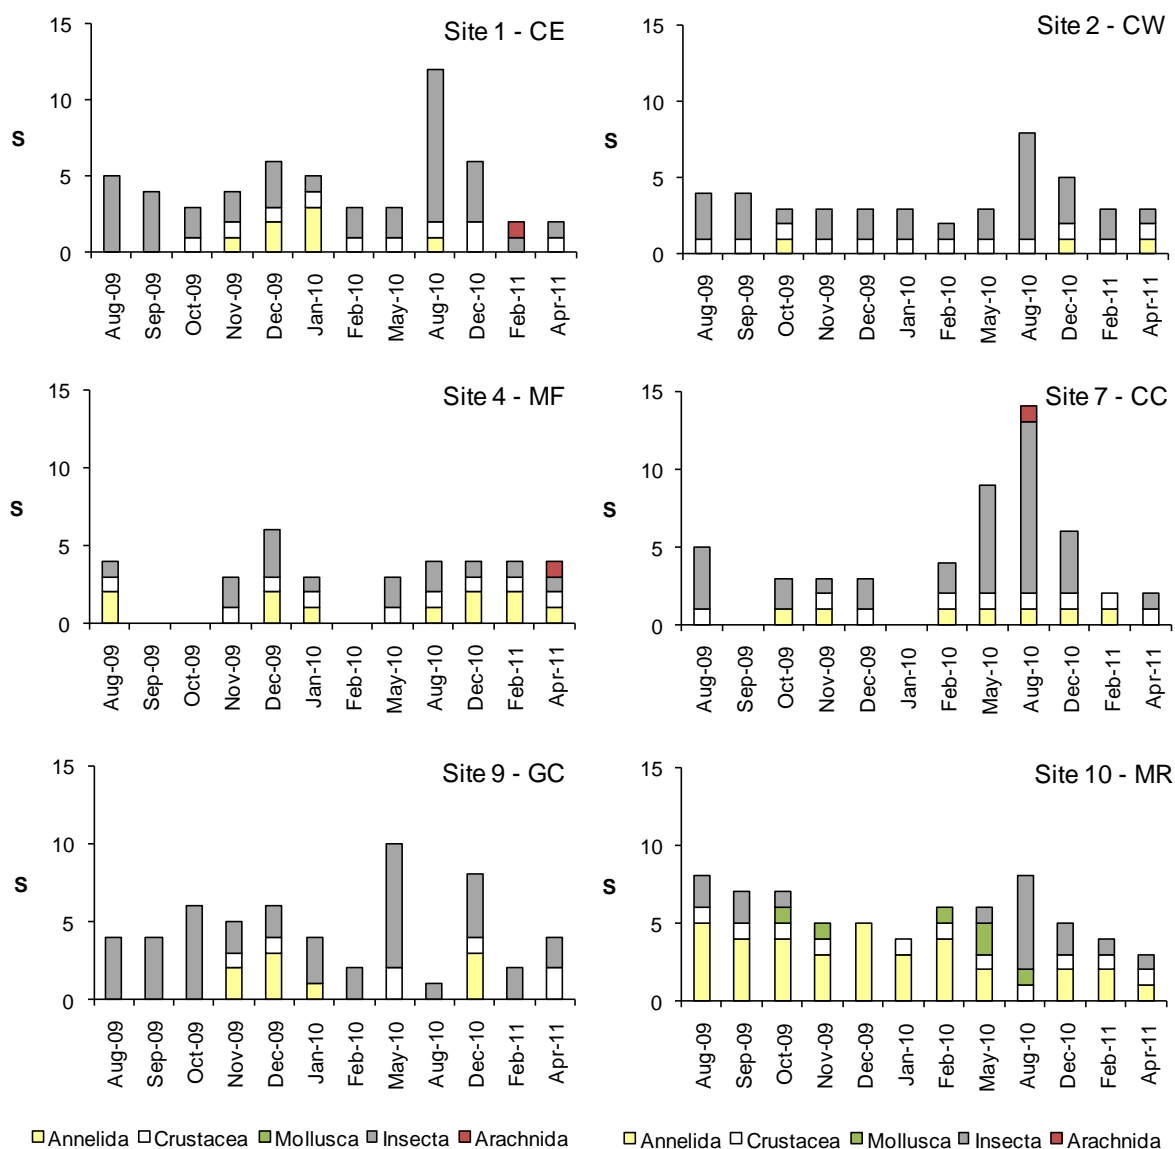 Site 1 - CE
15
10
5
0
S
Aug-09 Sep-09 Oct-09 Nov-09 Dec-09 Jan-10 Feb-10 May-10 Aug-10 Dec-10 Feb-11 Apr-11
Site 2 - CW
15
10
5
0
S
Aug-09 Sep-09 Oct-09 Nov-09 Dec-09 Jan-10 Feb-10 May-10 Aug-10 Dec-10 Feb-11 Apr-11
Site 4 - MF
15
10
5
0
S
Aug-09 Sep-09 Oct-09 Nov-09 Dec-09 Jan-10 Feb-10 May-10 Aug-10 Dec-10 Feb-11 Apr-11
Site 7 - CC
15
10
5
0
S
Aug-09 Sep-09 Oct-09 Nov-09 Dec-09 Jan-10 Feb-10 May-10 Aug-10 Dec-10 Feb-11 Apr-11
Site 9 - GC
15
10
5
0
S
Aug-09 Sep-09 Oct-09 Nov-09 Dec-09 Jan-10 Feb-10 May-10 Aug-10 Dec-10 Feb-11 Apr-11
Site 10 - MR
15
10
5
0
S
Aug-09 Sep-09 Oct-09 Nov-09 Dec-09 Jan-10 Feb-10 May-10 Aug-10 Dec-10 Feb-11 Apr-11
Annelida Crustacea Mollusca Insecta Arachnida
Annelida Crustacea Mollusca Insecta Arachnida